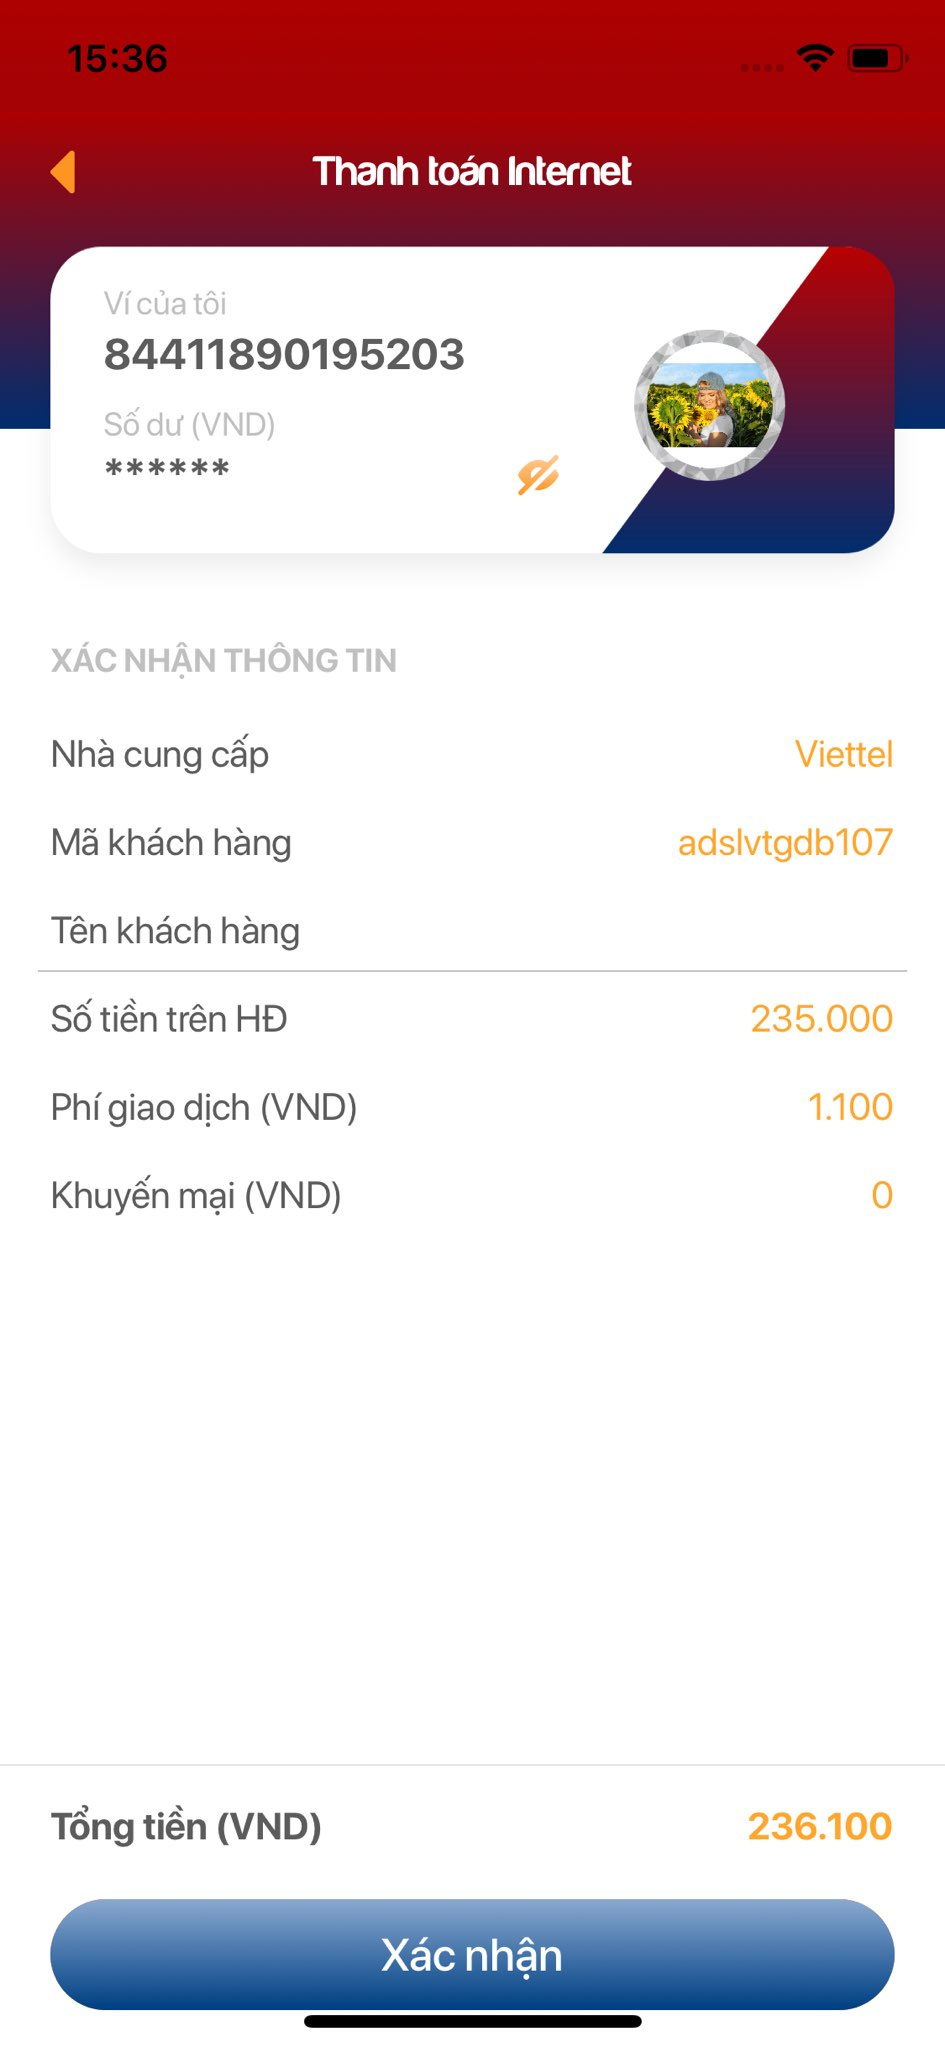 15:36
Thanh toán Internet
Ví của tôi
84411890195203
Số dư (VND)
******
XÁC NHẬN THÔNG TIN
Nhà cung cấp Viettel
Mã khách hàng adslvtgdb107
Tên khách hàng
Số tiền trên HĐ 235.000
Phí giao dịch (VND) 1.100
Khuyến mại (VND) 0
Tổng tiền (VND) 236.100
Xác nhận